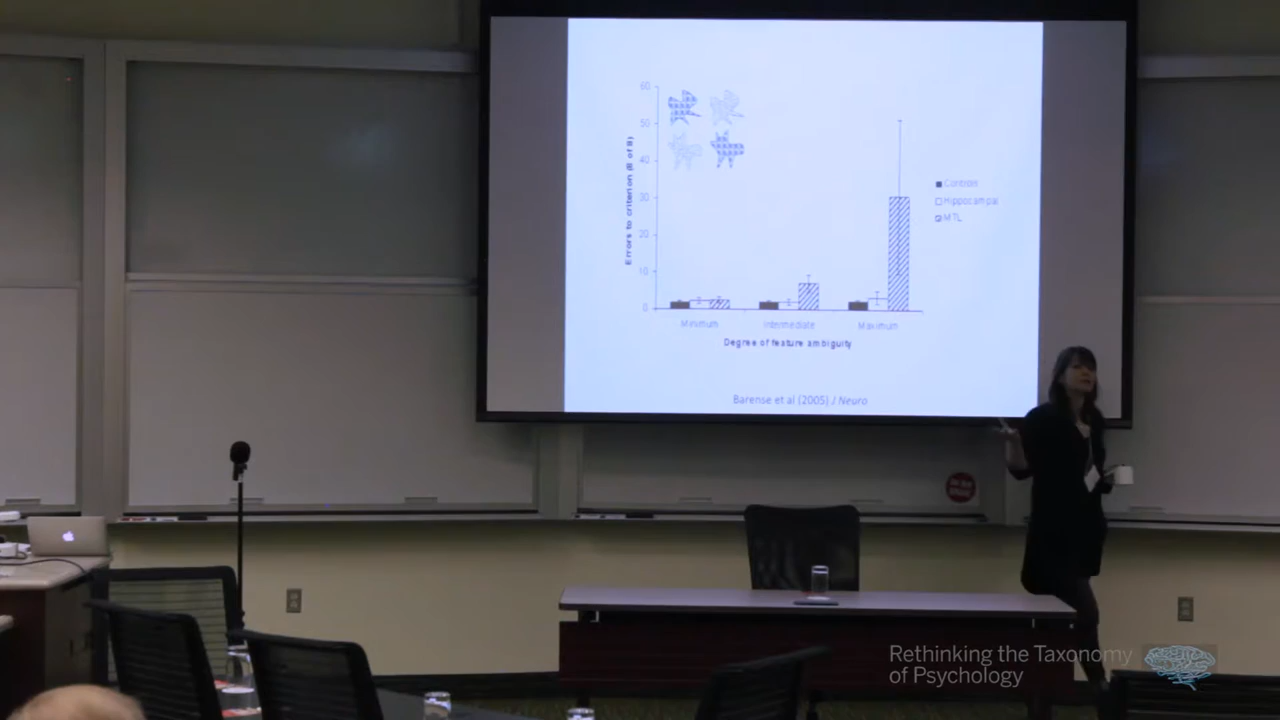 60
50
40
30
20
10
0
Errors to criterion (8 of 8)
Controls
Hippocampal
MTL
Minimum
Intermediate
Maximum
Degree of feature ambiguity
Barense et al (2005) J Neuro
Rethinking the Taxonomy
of Psychology